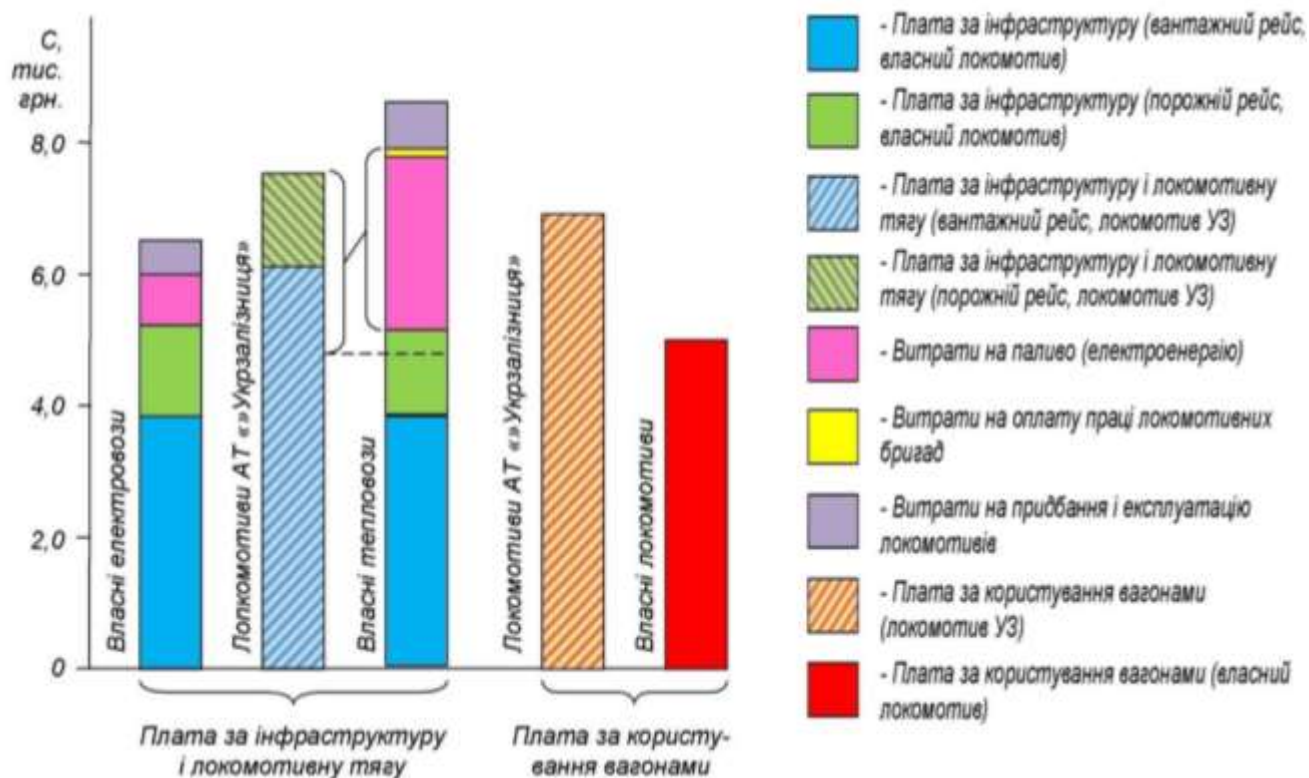 С,
тис.
грн.
8,0
6,0
4,0
2,0
0
Власні електровози
Лопкомотиви АТ «»Укрзалізниця»
Власні тепловози
Локомотиви АТ «»Укрзалізниця»
Власні локомотиви
Плата за інфраструктуру
і локомотивну тягу
Плата за користу-
вання вагонами
- Плата за інфраструктуру (вантажний рейс,
власний локомотив)
- Плата за інфраструктуру (порожній рейс,
власний локомотив)
- Плата за інфраструктуру і локомотивну
тягу (вантажний рейс, локомотив УЗ)
- Плата за інфраструктуру і локомотивну
тягу (порожній рейс, локомотив УЗ)
- Витрати на паливо (електроенергію)
- Витрати на оплату праці локомотивних
бригад
- Витрати на придбання і експлуатацію
локомотивів
- Плата за користування вагонами
(локомотив УЗ)
- Плата за користування вагонами (власний
локомотив)